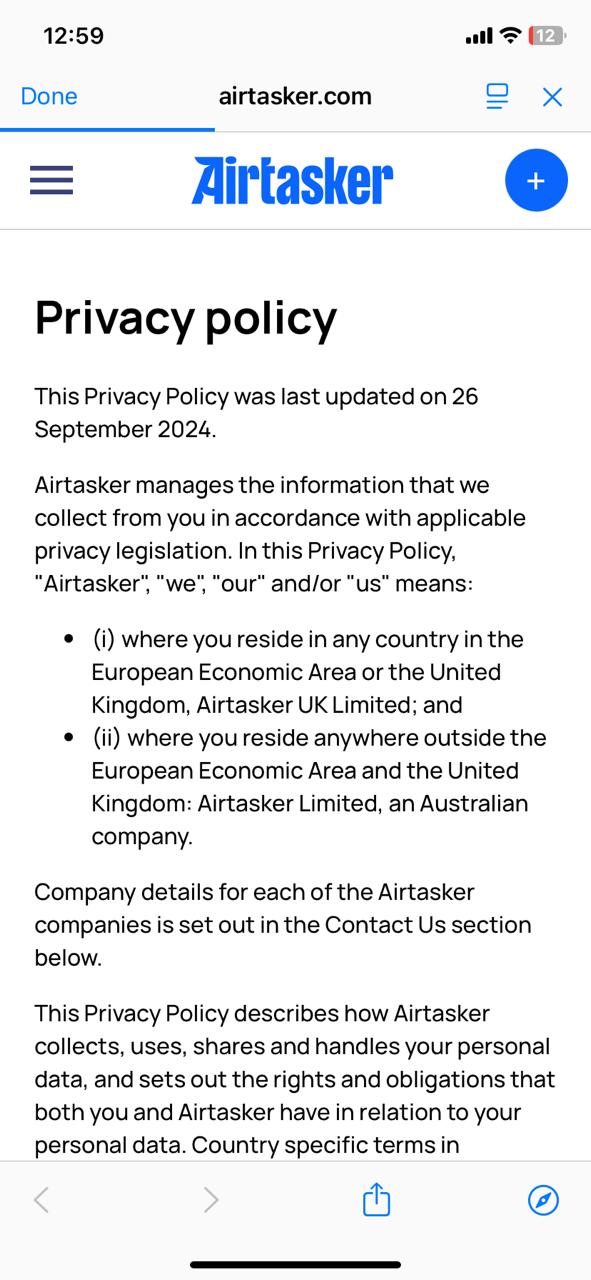 12:59
12
Done
airtasker.com
Airtasker
+
Privacy policy
This Privacy Policy was last updated on 26
September 2024.
Airtasker manages the information that we
collect from you in accordance with applicable
privacy legislation. In this Privacy Policy,
"Airtasker", "we", "our" and/or "us" means:
• (i) where you reside in any country in the
European Economic Area or the United
Kingdom, Airtasker UK Limited; and
• (ii) where you reside anywhere outside the
European Economic Area and the United
Kingdom: Airtasker Limited, an Australian
company.
Company details for each of the Airtasker
companies is set out in the Contact Us section
below.
This Privacy Policy describes how Airtasker
collects, uses, shares and handles your personal
data, and sets out the rights and obligations that
both you and Airtasker have in relation to your
personal data. Country specific terms in